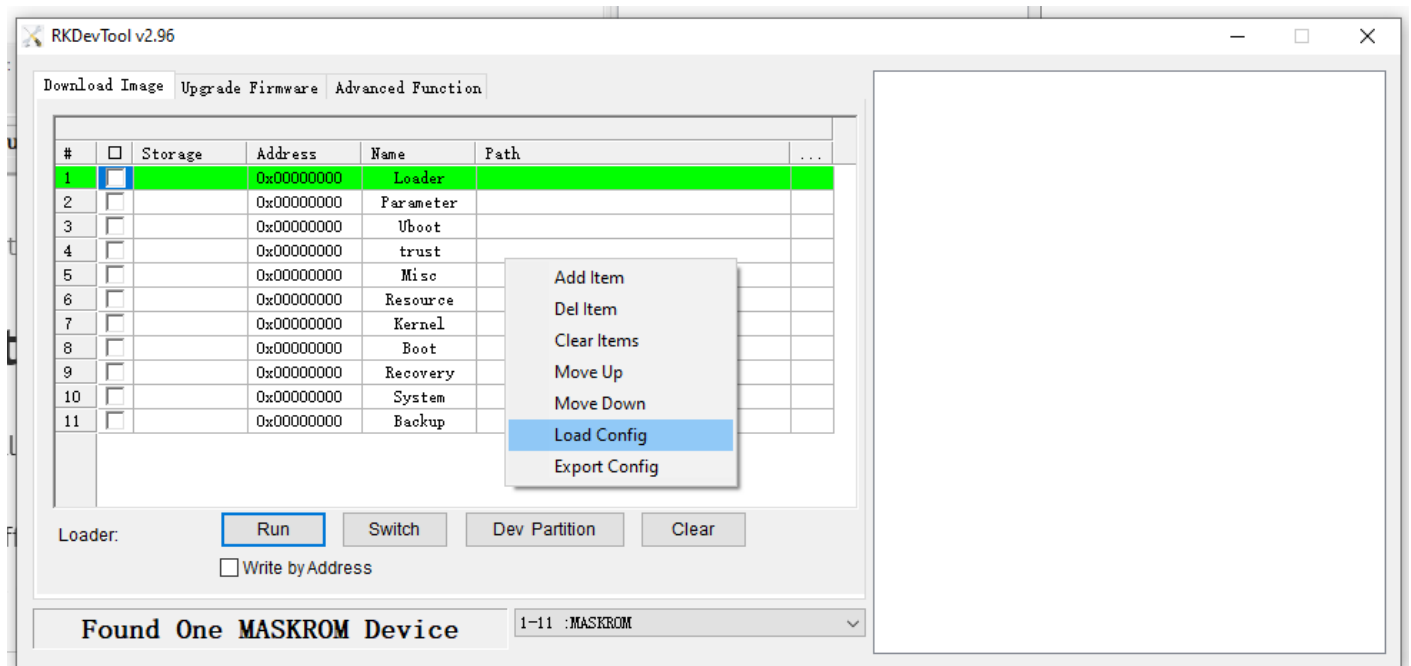 RKDevTool v2.96
Download Image Upgrade Firmware Advanced Function
# Storage Address Name Path ...
1 0x00000000 Loader
2 0x00000000 Parameter
3 0x00000000 Uboot
4 0x00000000 trust
5 0x00000000 Misc
6 0x00000000 Resource
7 0x00000000 Kernel
8 0x00000000 Boot
9 0x00000000 Recovery
10 0x00000000 System
11 0x00000000 Backup
Add Item
Del Item
Clear Items
Move Up
Move Down
Load Config
Export Config
Loader: Run Switch Dev Partition Clear
Write by Address
Found One MASKROM Device 1-11 :MASKROM